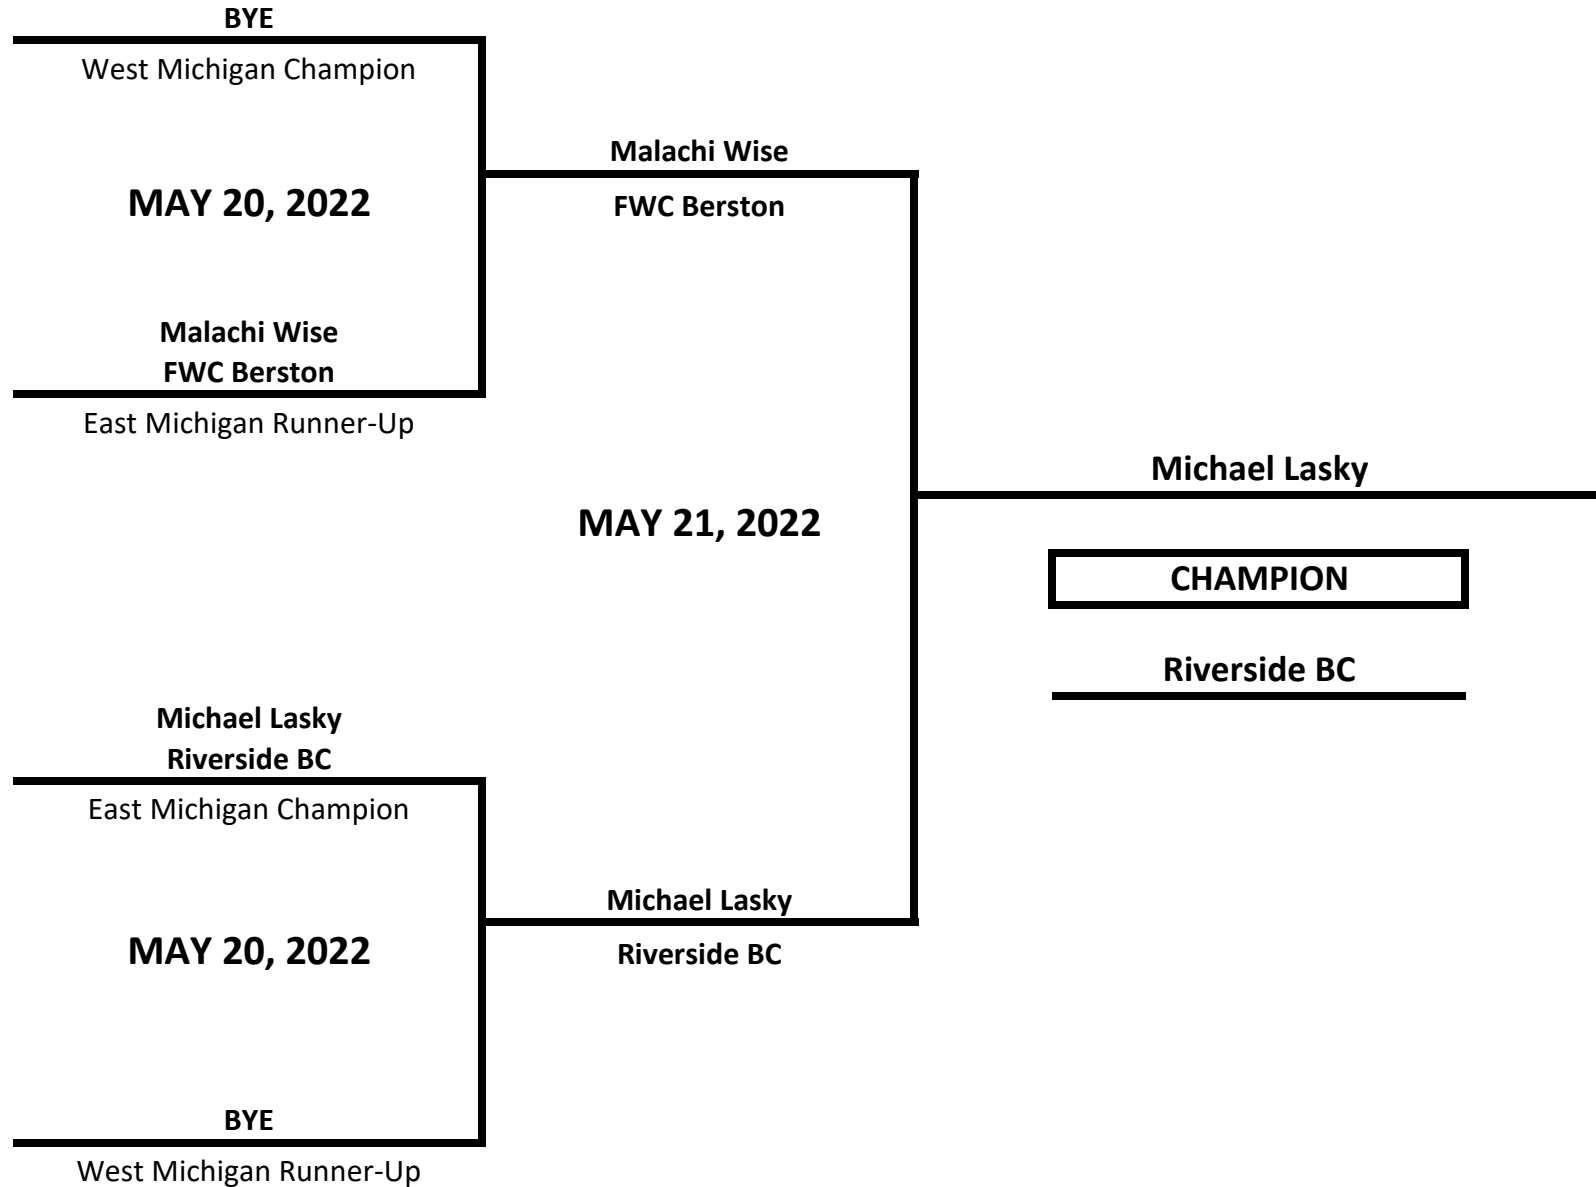 BYE
West Michigan Champion
MAY 20, 2022
Malachi Wise
FWC Berston
East Michigan Runner-Up
Malachi Wise
FWC Berston
MAY 21, 2022
Michael Lasky
CHAMPION
Riverside BC
Michael Lasky
Riverside BC
East Michigan Champion
MAY 20, 2022
BYE
West Michigan Runner-Up
Michael Lasky
Riverside BC